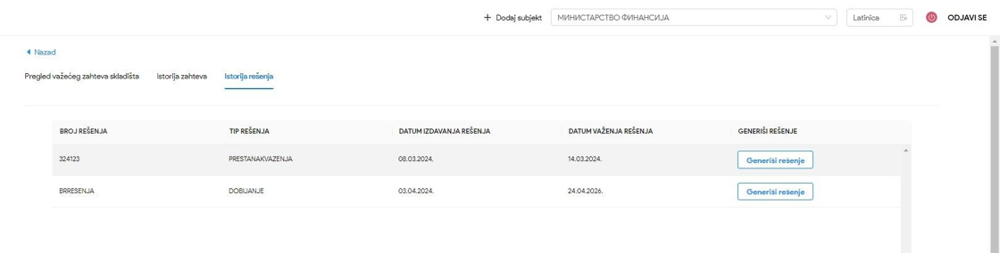 + Dodaj subjekt МИНИСТАРСТВО ФИНАНСИЈА Latinica ODJAVI SE
Nazad
Pregled važećeg zahteva skladišta Istorija zahteva Istorija rešenja
BROJ REŠENJA TIP REŠENJA DATUM IZDAVANJA REŠENJA DATUM VAŽENJA REŠENJA GENERIŠI REŠENJE
324123 PRESTANAKVAZENJA 08.03.2024. 14.03.2024. Generiši rešenje
BRRESENJA DOBIJANJE 03.04.2024. 24.04.2026. Generiši rešenje